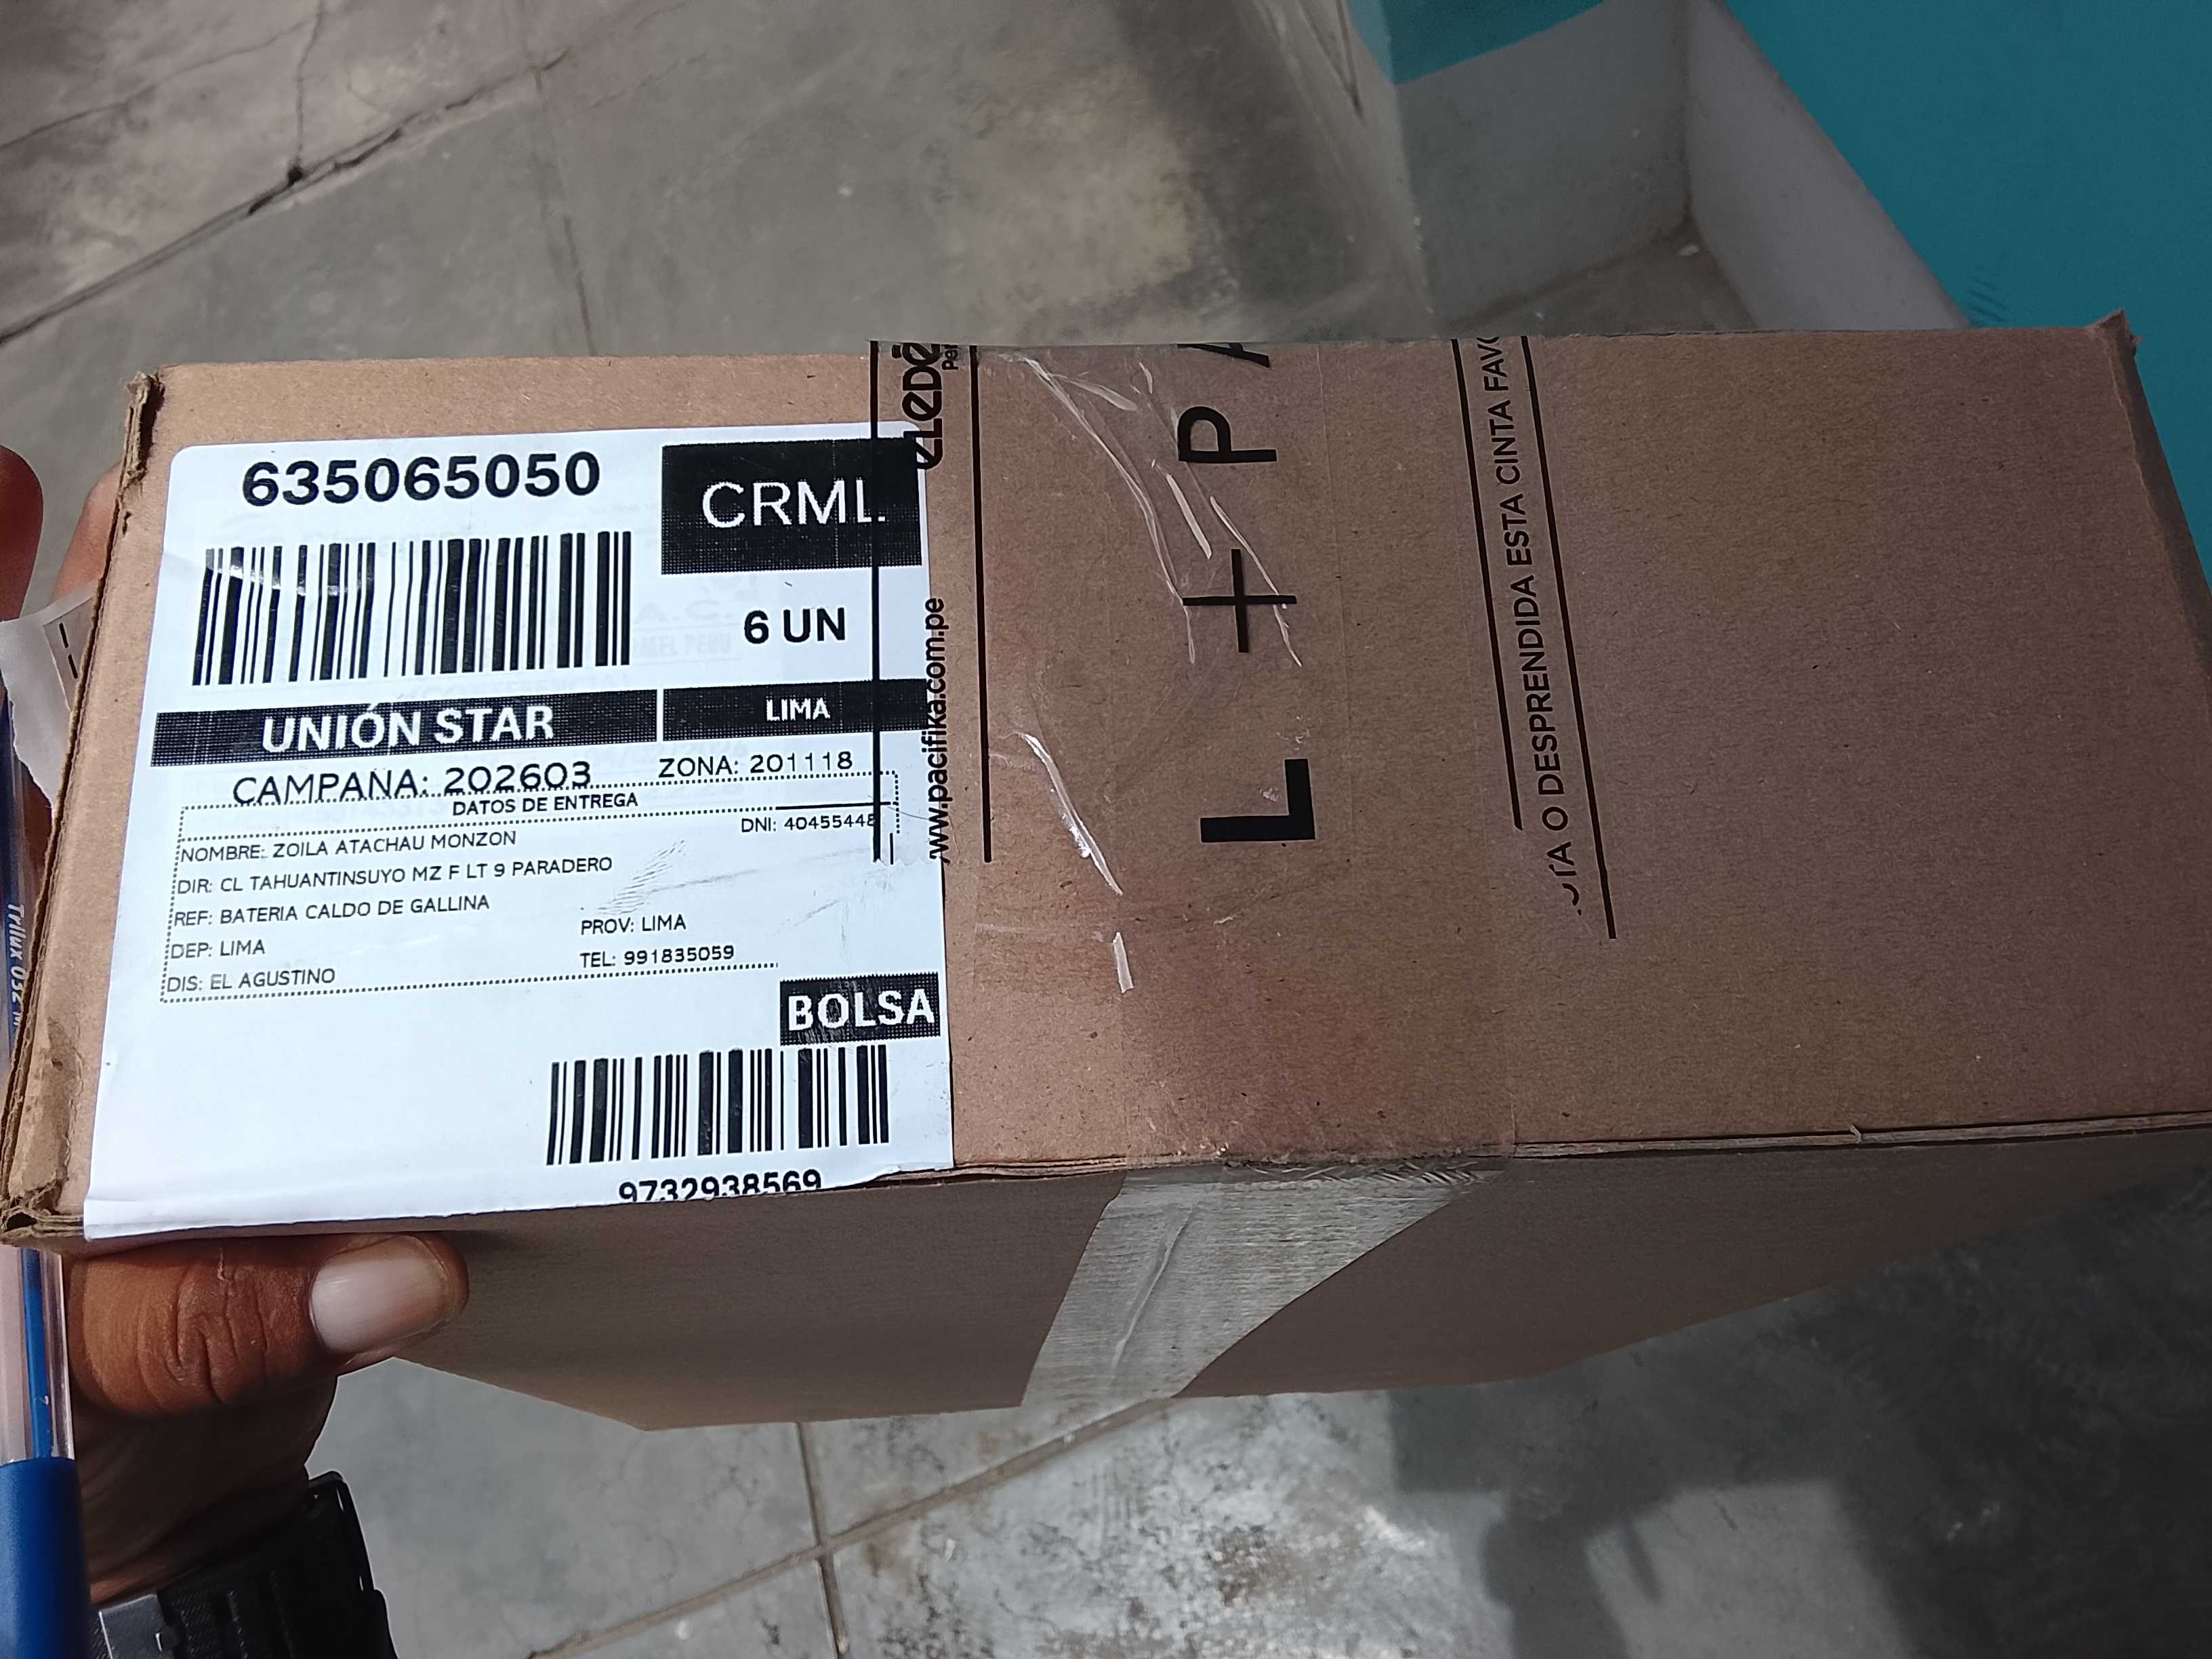 635065050
CRML
6 UN
UNIÓN STAR
LIMA
CAMPAÑA: 202603
ZONA: 201118
DATOS DE ENTREGA
DNI: 40455448
NOMBRE: ZOILA ATACHAU MONZON
DIR: CL TAHUANTINSUYO MZ F LT 9 PARADERO
REF: BATERIA CALDO DE GALLINA
DEP: LIMA
PROV: LIMA
DIS: EL AGUSTINO
TEL: 991835059
BOLSA
9732938569
www.pacifika.com.pe
L + P A
O DESPRENDIDA ESTA CINTA
Trilux 032